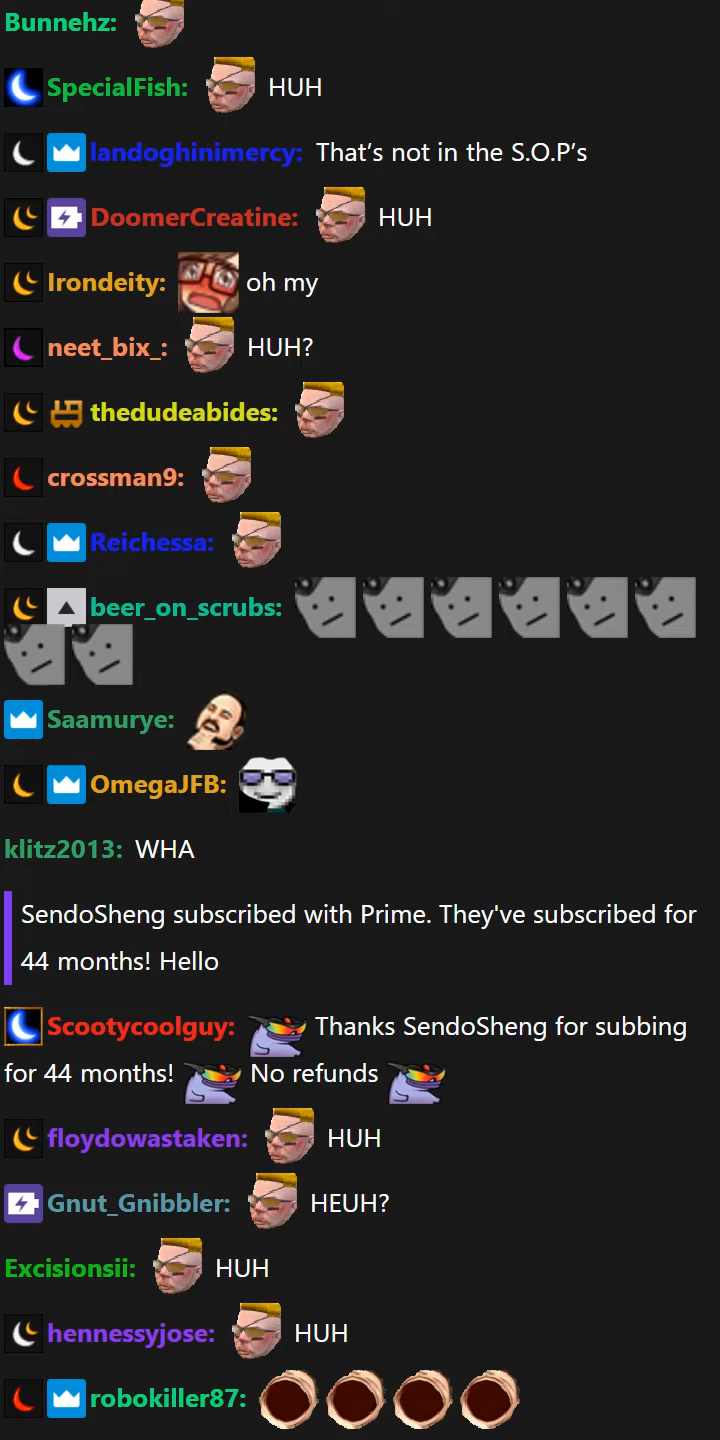 Bunnehz:
SpecialFish: HUH
landoghinimercy: That’s not in the S.O.P’s
DoomerCreatine: HUH
Irondeity: oh my
neet_bix_: HUH?
thedudeabides:
crossman9:
Reichessa:
beer_on_scrubs:
Saamurye:
OmegaJFB:
klitz2013: WHA
SendoSheng subscribed with Prime. They've subscribed for
44 months! Hello
Scootycoolguy: Thanks SendoSheng for subbing
for 44 months! No refunds
floydowastaken: HUH
Gnut_Gnibbler: HEUH?
Excisionsii: HUH
hennessyjose: HUH
robokiller87: